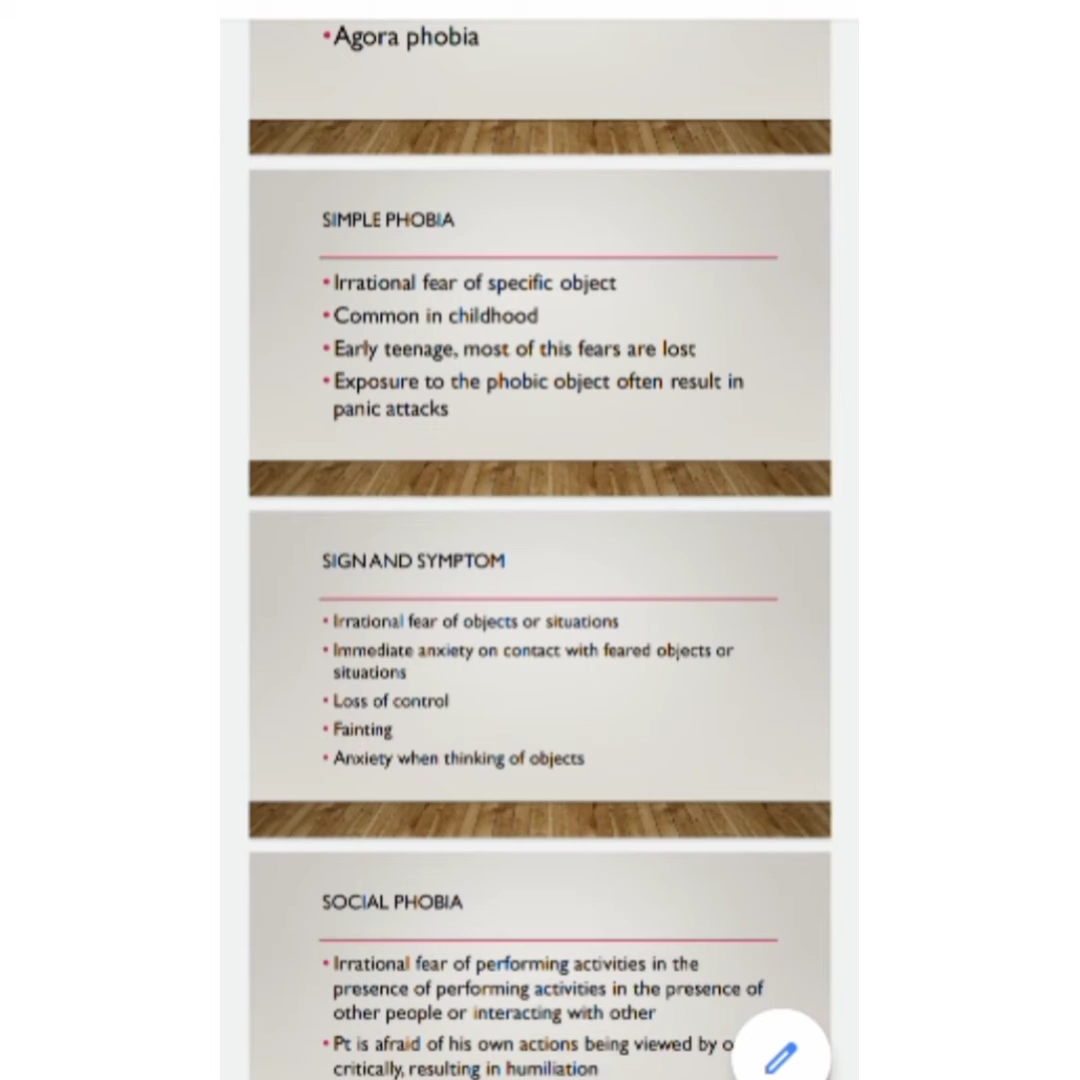 •Agora phobia
SIMPLE PHOBIA
•Irrational fear of specific object
•Common in childhood
•Early teenage, most of this fears are lost
•Exposure to the phobic object often result in
panic attacks
SIGN AND SYMPTOM
•Irrational fear of objects or situations
•Immediate anxiety on contact with feared objects or
situations
•Loss of control
•Fainting
•Anxiety when thinking of objects
SOCIAL PHOBIA
•Irrational fear of performing activities in the
presence of performing activities in the presence of
other people or interacting with other
•Pt is afraid of his own actions being viewed by
critically, resulting in humiliation